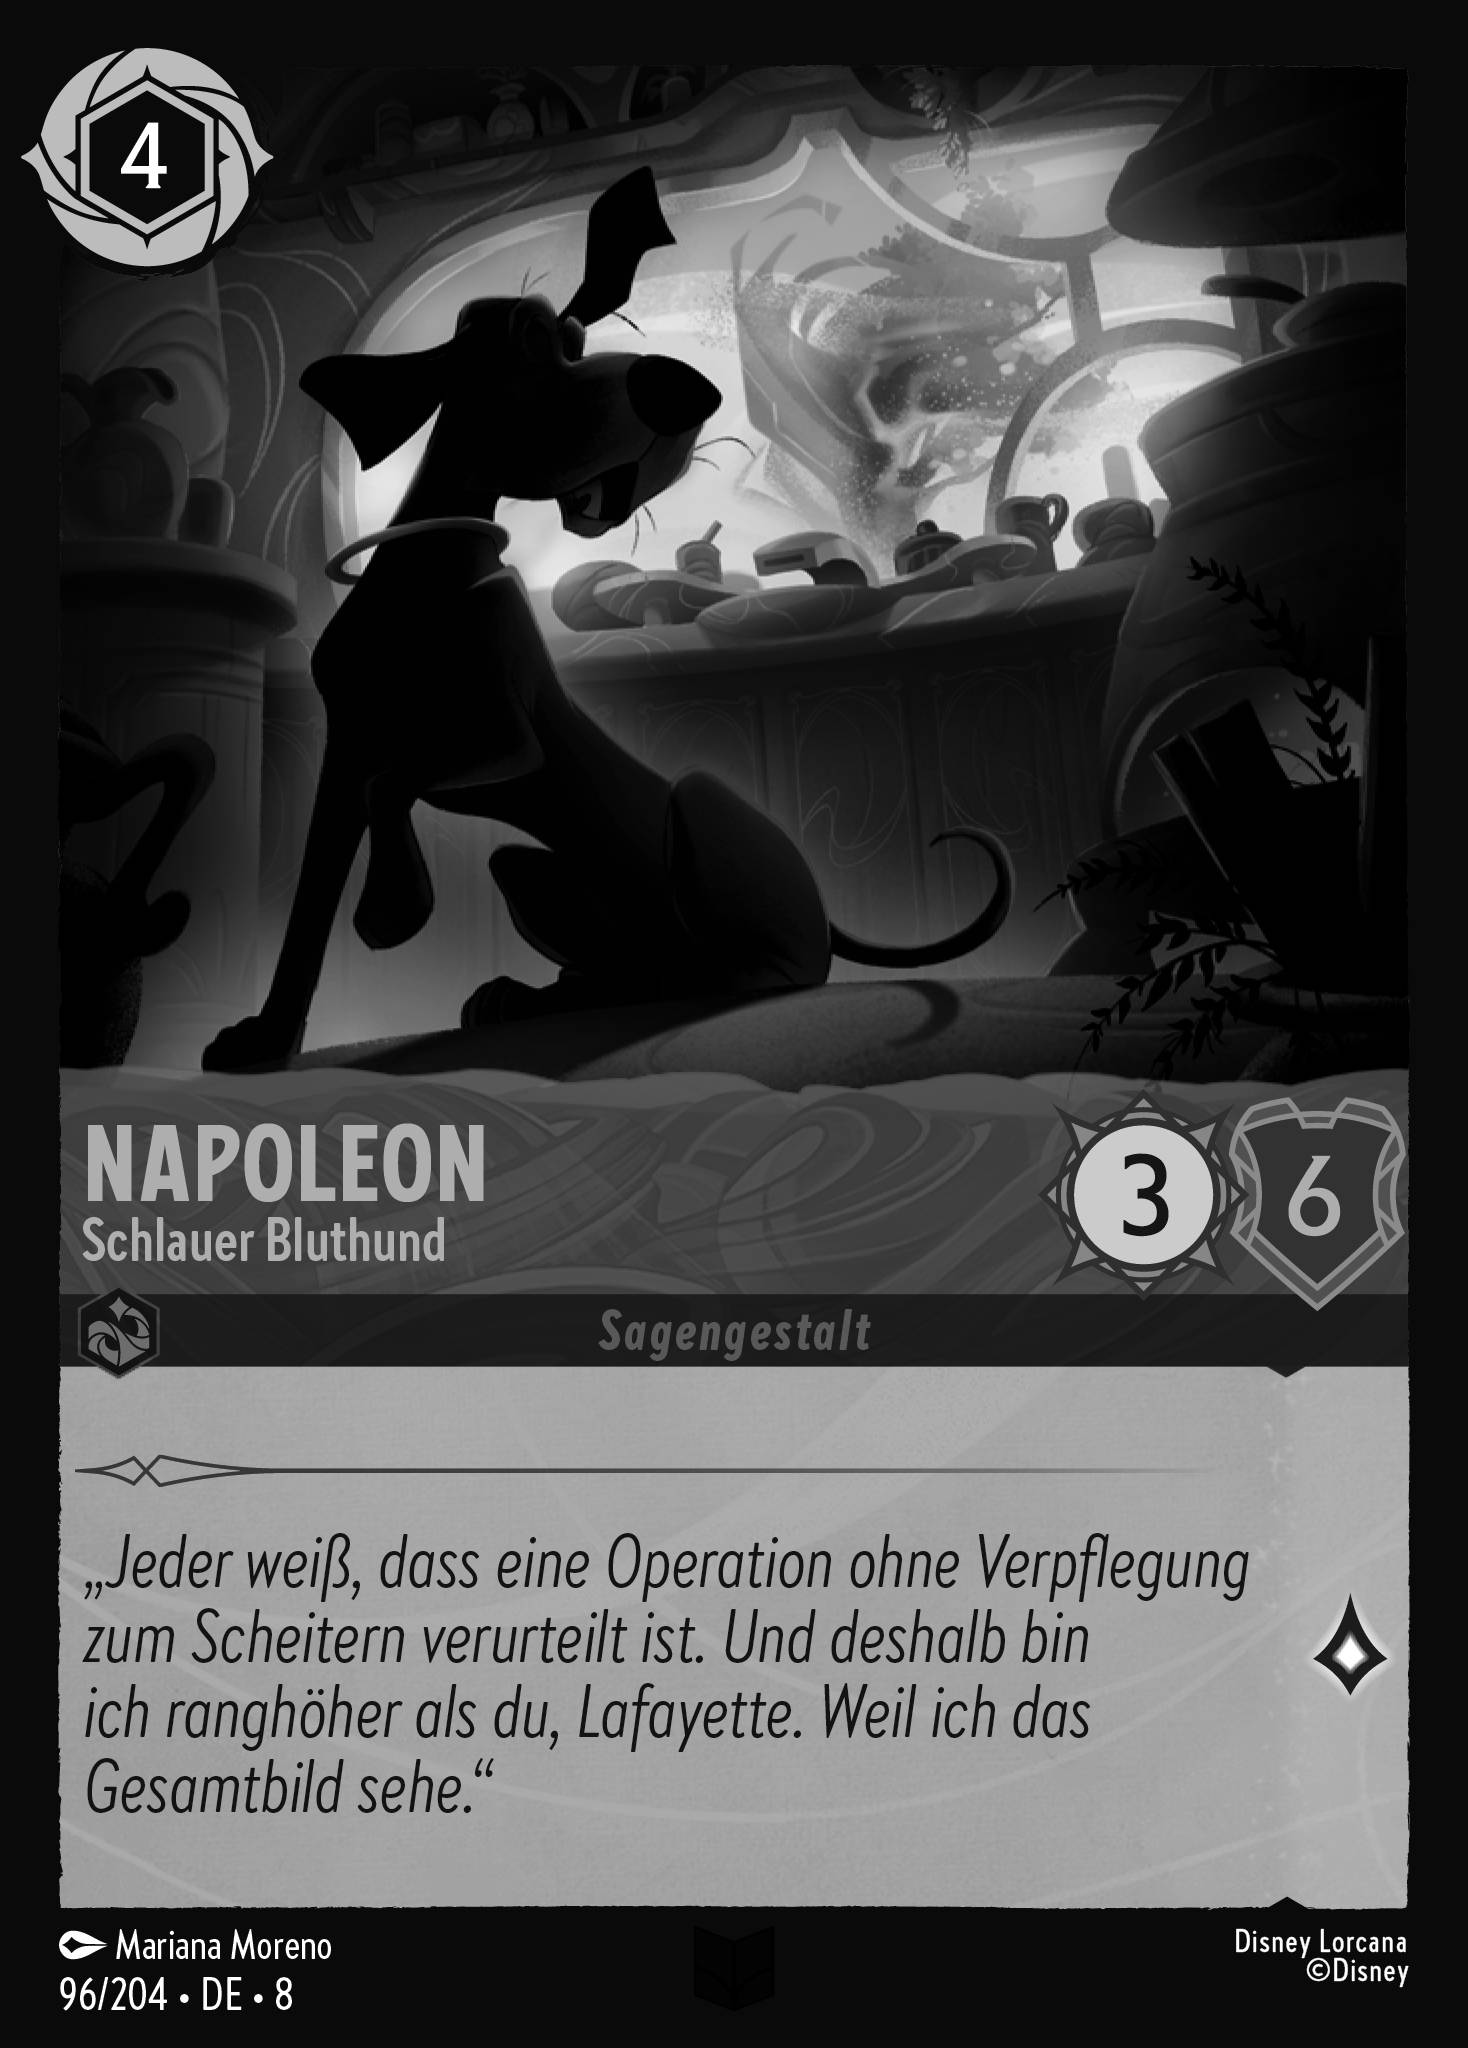 4
NAPOLEON
Schlauer Bluthund
3
6
Sagengestalt
„Jeder weiß, dass eine Operation ohne Verpflegung
zum Scheitern verurteilt ist. Und deshalb bin
ich ranghöher als du, Lafayette. Weil ich das
Gesamtbild sehe.“
Mariana Moreno
Disney Lorcana
©Disney
96/204 • DE • 8